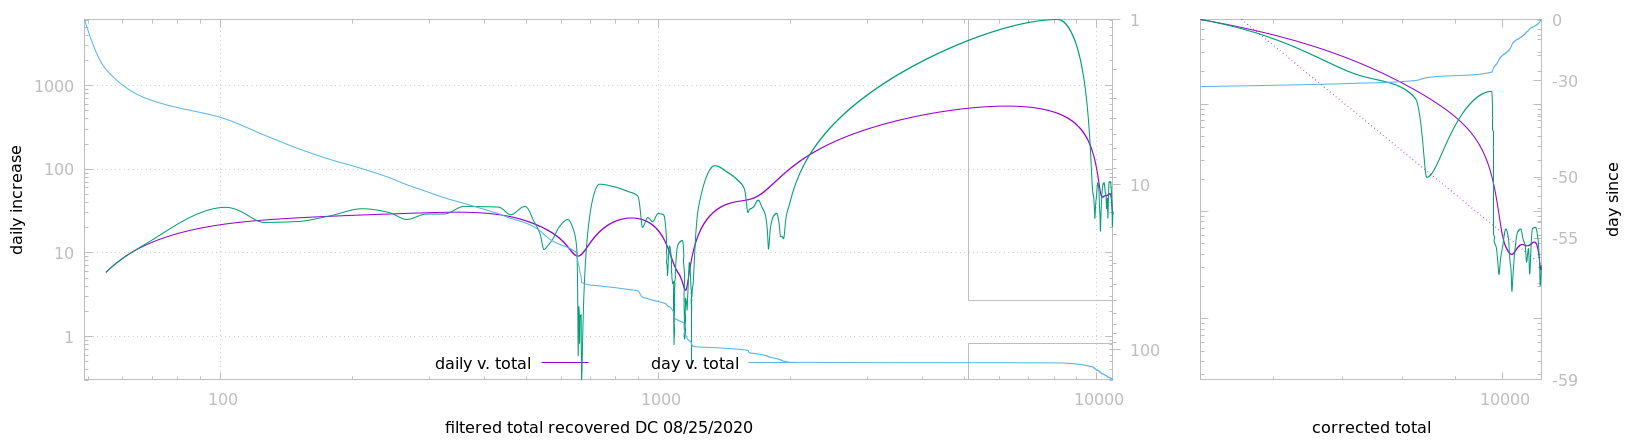 daily increase
1000
100
10
1
100
1000
10000
1
10
100
daily v. total
day v. total
filtered total recovered DC 08/25/2020
0
-30
-50
-55
-59
day since
10000
corrected total